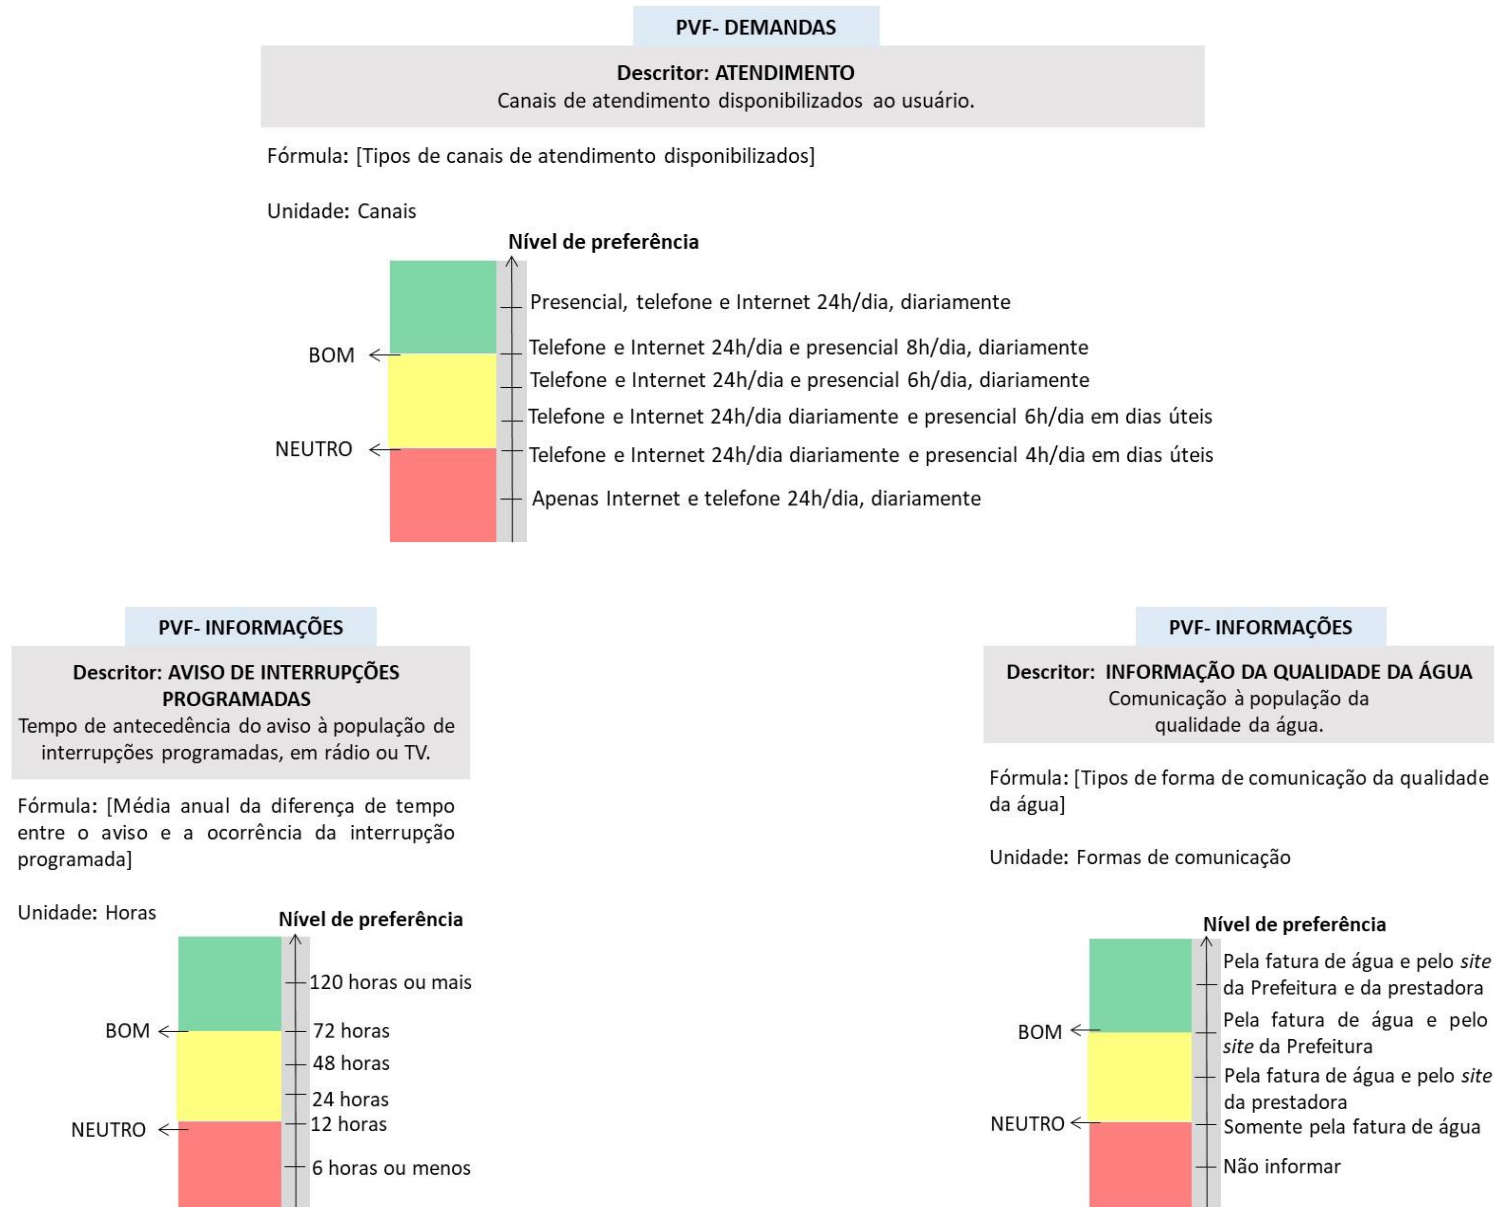 PVF- DEMANDAS
Descritor: ATENDIMENTO
Canais de atendimento disponibilizados ao usuário.
Fórmula: [Tipos de canais de atendimento disponibilizados]
Unidade: Canais
Nível de preferência
Presencial, telefone e Internet 24h/dia, diariamente
BOM
Telefone e Internet 24h/dia e presencial 8h/dia, diariamente
Telefone e Internet 24h/dia e presencial 6h/dia, diariamente
Telefone e Internet 24h/dia diariamente e presencial 6h/dia em dias úteis
NEUTRO
Telefone e Internet 24h/dia diariamente e presencial 4h/dia em dias úteis
Apenas Internet e telefone 24h/dia, diariamente
PVF- INFORMAÇÕES
Descritor: AVISO DE INTERRUPÇÕES
PROGRAMADAS
Tempo de antecedência do aviso à população de
interrupções programadas, em rádio ou TV.
Fórmula: [Média anual da diferença de tempo
entre o aviso e a ocorrência da interrupção
programada]
Unidade: Horas
Nível de preferência
120 horas ou mais
BOM
72 horas
48 horas
24 horas
12 horas
NEUTRO
6 horas ou menos
PVF- INFORMAÇÕES
Descritor: INFORMAÇÃO DA QUALIDADE DA ÁGUA
Comunicação à população da
qualidade da água.
Fórmula: [Tipos de forma de comunicação da qualidade
da água]
Unidade: Formas de comunicação
Nível de preferência
Pela fatura de água e pelo site
da Prefeitura e da prestadora
BOM
Pela fatura de água e pelo
site da Prefeitura
Pela fatura de água e pelo site
da prestadora
NEUTRO
Somente pela fatura de água
Não informar